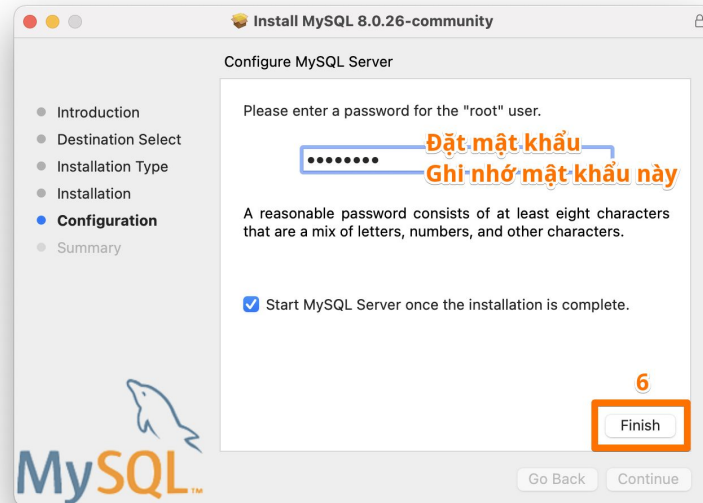 Install MySQL 8.0.26-community
Configure MySQL Server
Introduction
Destination Select
Installation Type
Installation
Configuration
Summary
Please enter a password for the "root" user.
••••••••
Đặt mật khẩu
Ghi nhớ mật khẩu này
A reasonable password consists of at least eight characters
that are a mix of letters, numbers, and other characters.
Start MySQL Server once the installation is complete.
6
Finish
MySQL™
Go Back
Continue